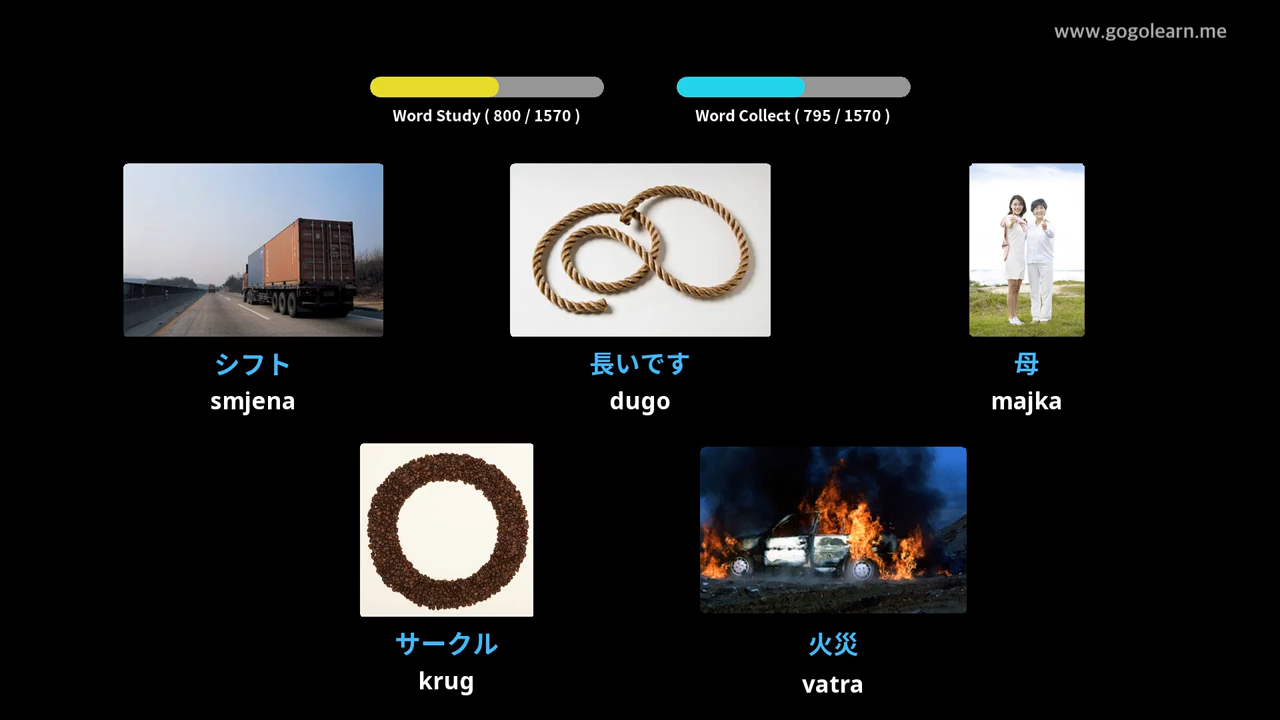 www.gogolearn.me
Word Study ( 800 / 1570 )
Word Collect ( 795 / 1570 )
シフト
smjena
長いです
dugo
母
majka
サークル
krug
火災
vatra